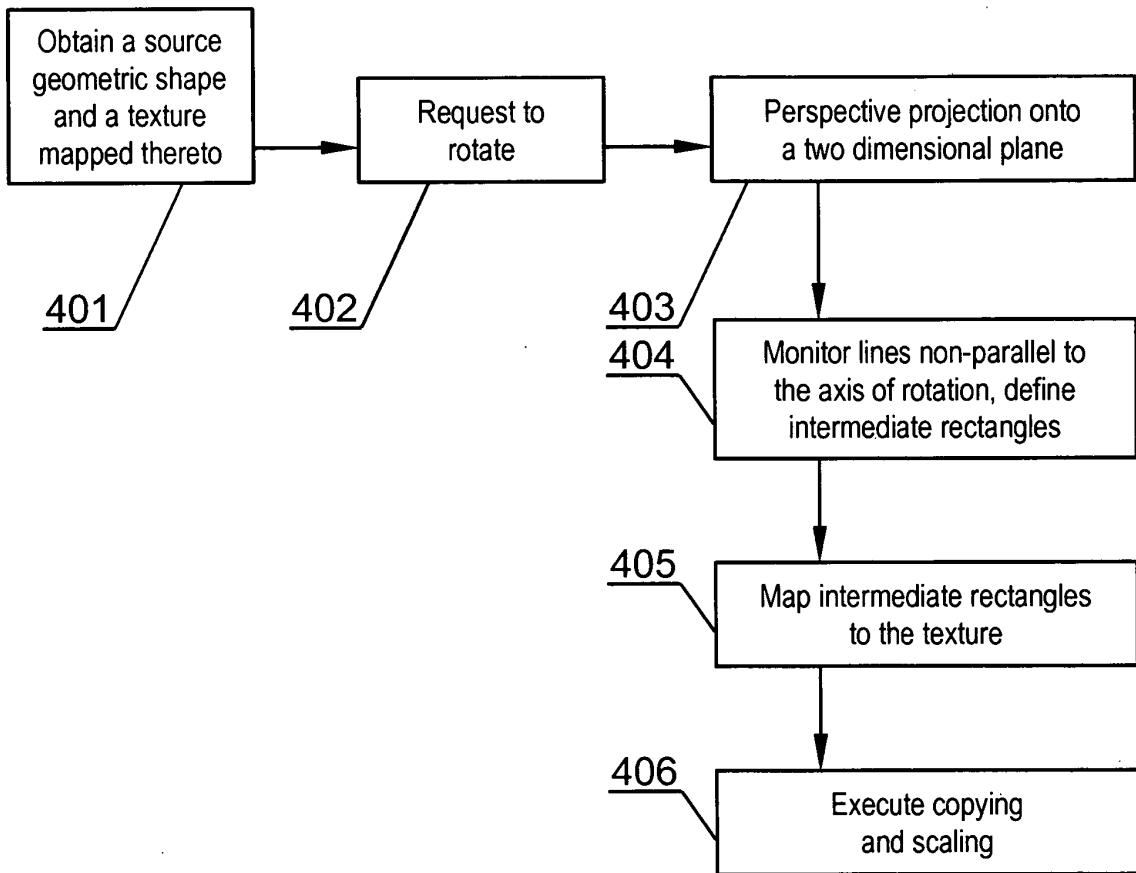 Obtain a source
geometric shape
and a texture
mapped thereto
Request to
rotate
Perspective projection onto
a two dimensional plane
401
402
403
404
Monitor lines non-parallel to
the axis of rotation, define
intermediate rectangles
405
Map intermediate rectangles
to the texture
406
Execute copying
and scaling